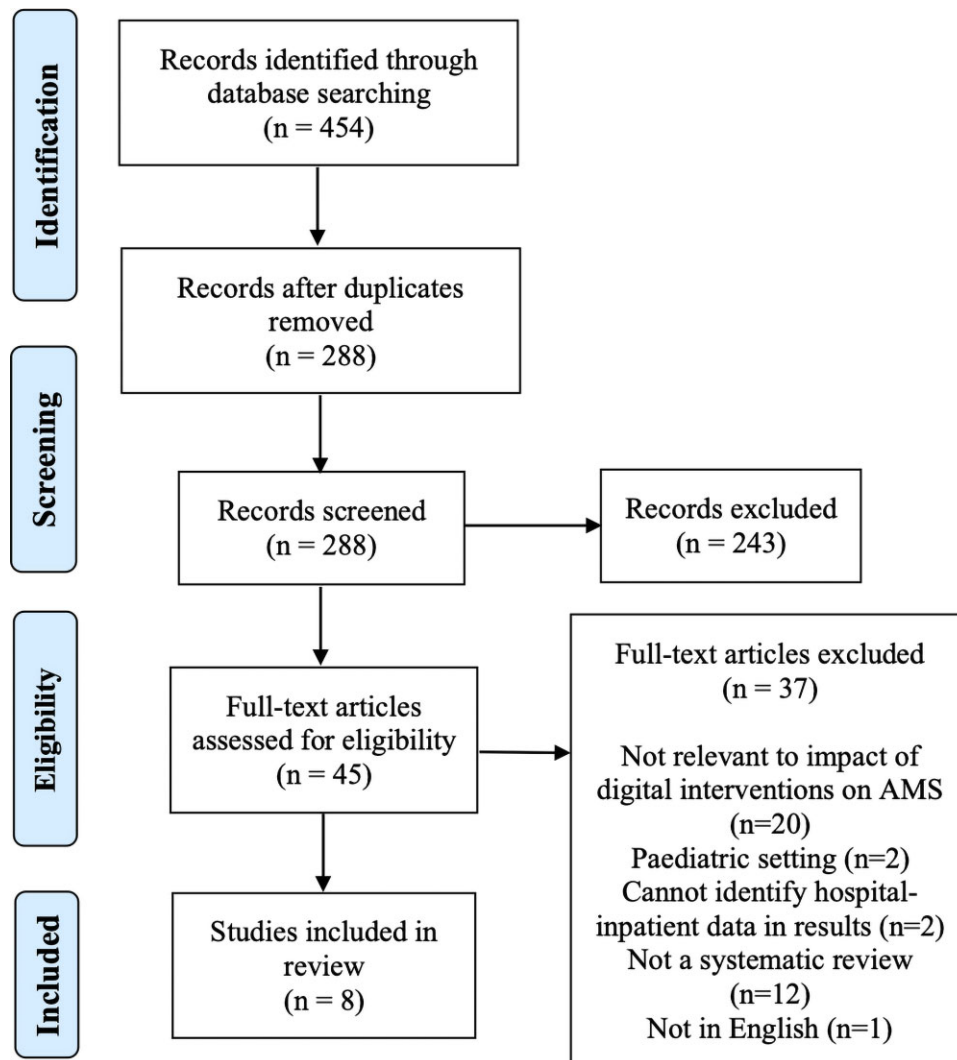 Identification
Records identified through
database searching
(n = 454)
Records after duplicates
removed
(n = 288)
Screening
Records screened
(n = 288)
Records excluded
(n = 243)
Eligibility
Full-text articles
assessed for eligibility
(n = 45)
Full-text articles excluded
(n = 37)
Not relevant to impact of
digital interventions on AMS
(n=20)
Paediatric setting (n=2)
Cannot identify hospital-
inpatient data in results (n=2)
Not a systematic review
(n=12)
Not in English (n=1)
Included
Studies included in
review
(n = 8)